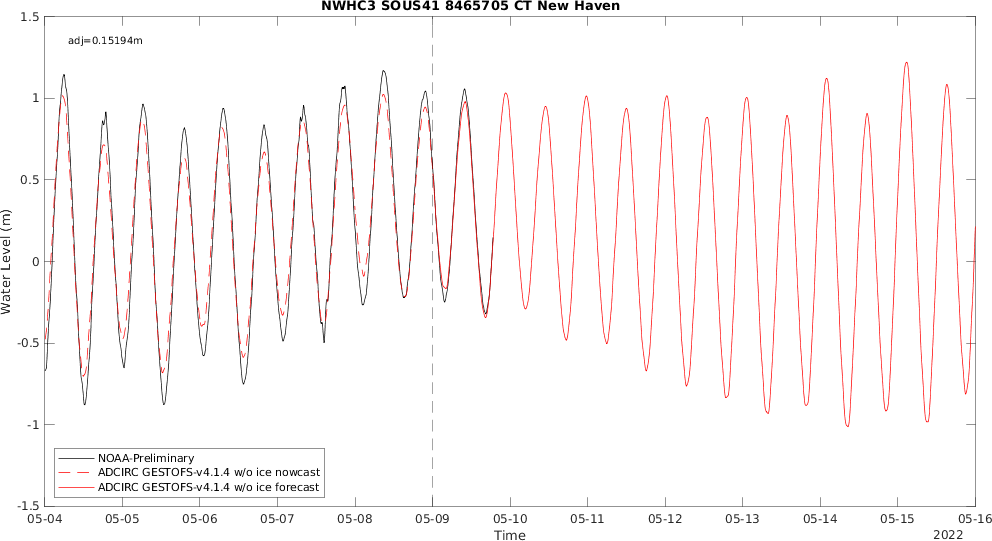 NWHC3 SOUS41 8465705 CT New Haven
adj=0.15194m
1.5
1
0.5
0
-0.5
-1
-1.5
Water Level (m)
NOAA-Preliminary
ADCIRC GESTOFS-v4.1.4 w/o ice nowcast
ADCIRC GESTOFS-v4.1.4 w/o ice forecast
05-04 05-05 05-06 05-07 05-08 05-09 05-10 05-11 05-12 05-13 05-14 05-15 05-16
Time
2022